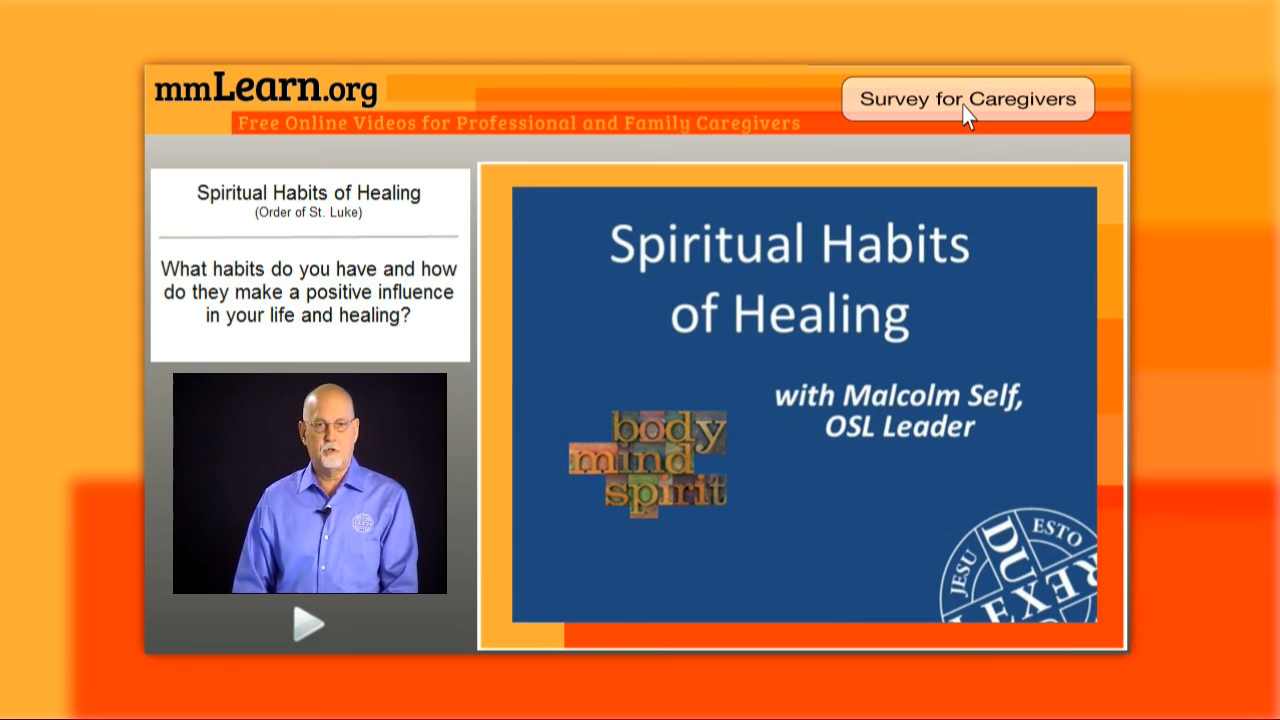 mmLearn.org
Survey for Caregivers
Free Online Videos for Professional and Family Caregivers
Spiritual Habits of Healing
(Order of St. Luke)
What habits do you have and how
do they make a positive influence
in your life and healing?
Spiritual Habits
of Healing
with Malcolm Self,
OSL Leader
body
mind
spirit
JESU
ESTO
DUX
LEX
REX